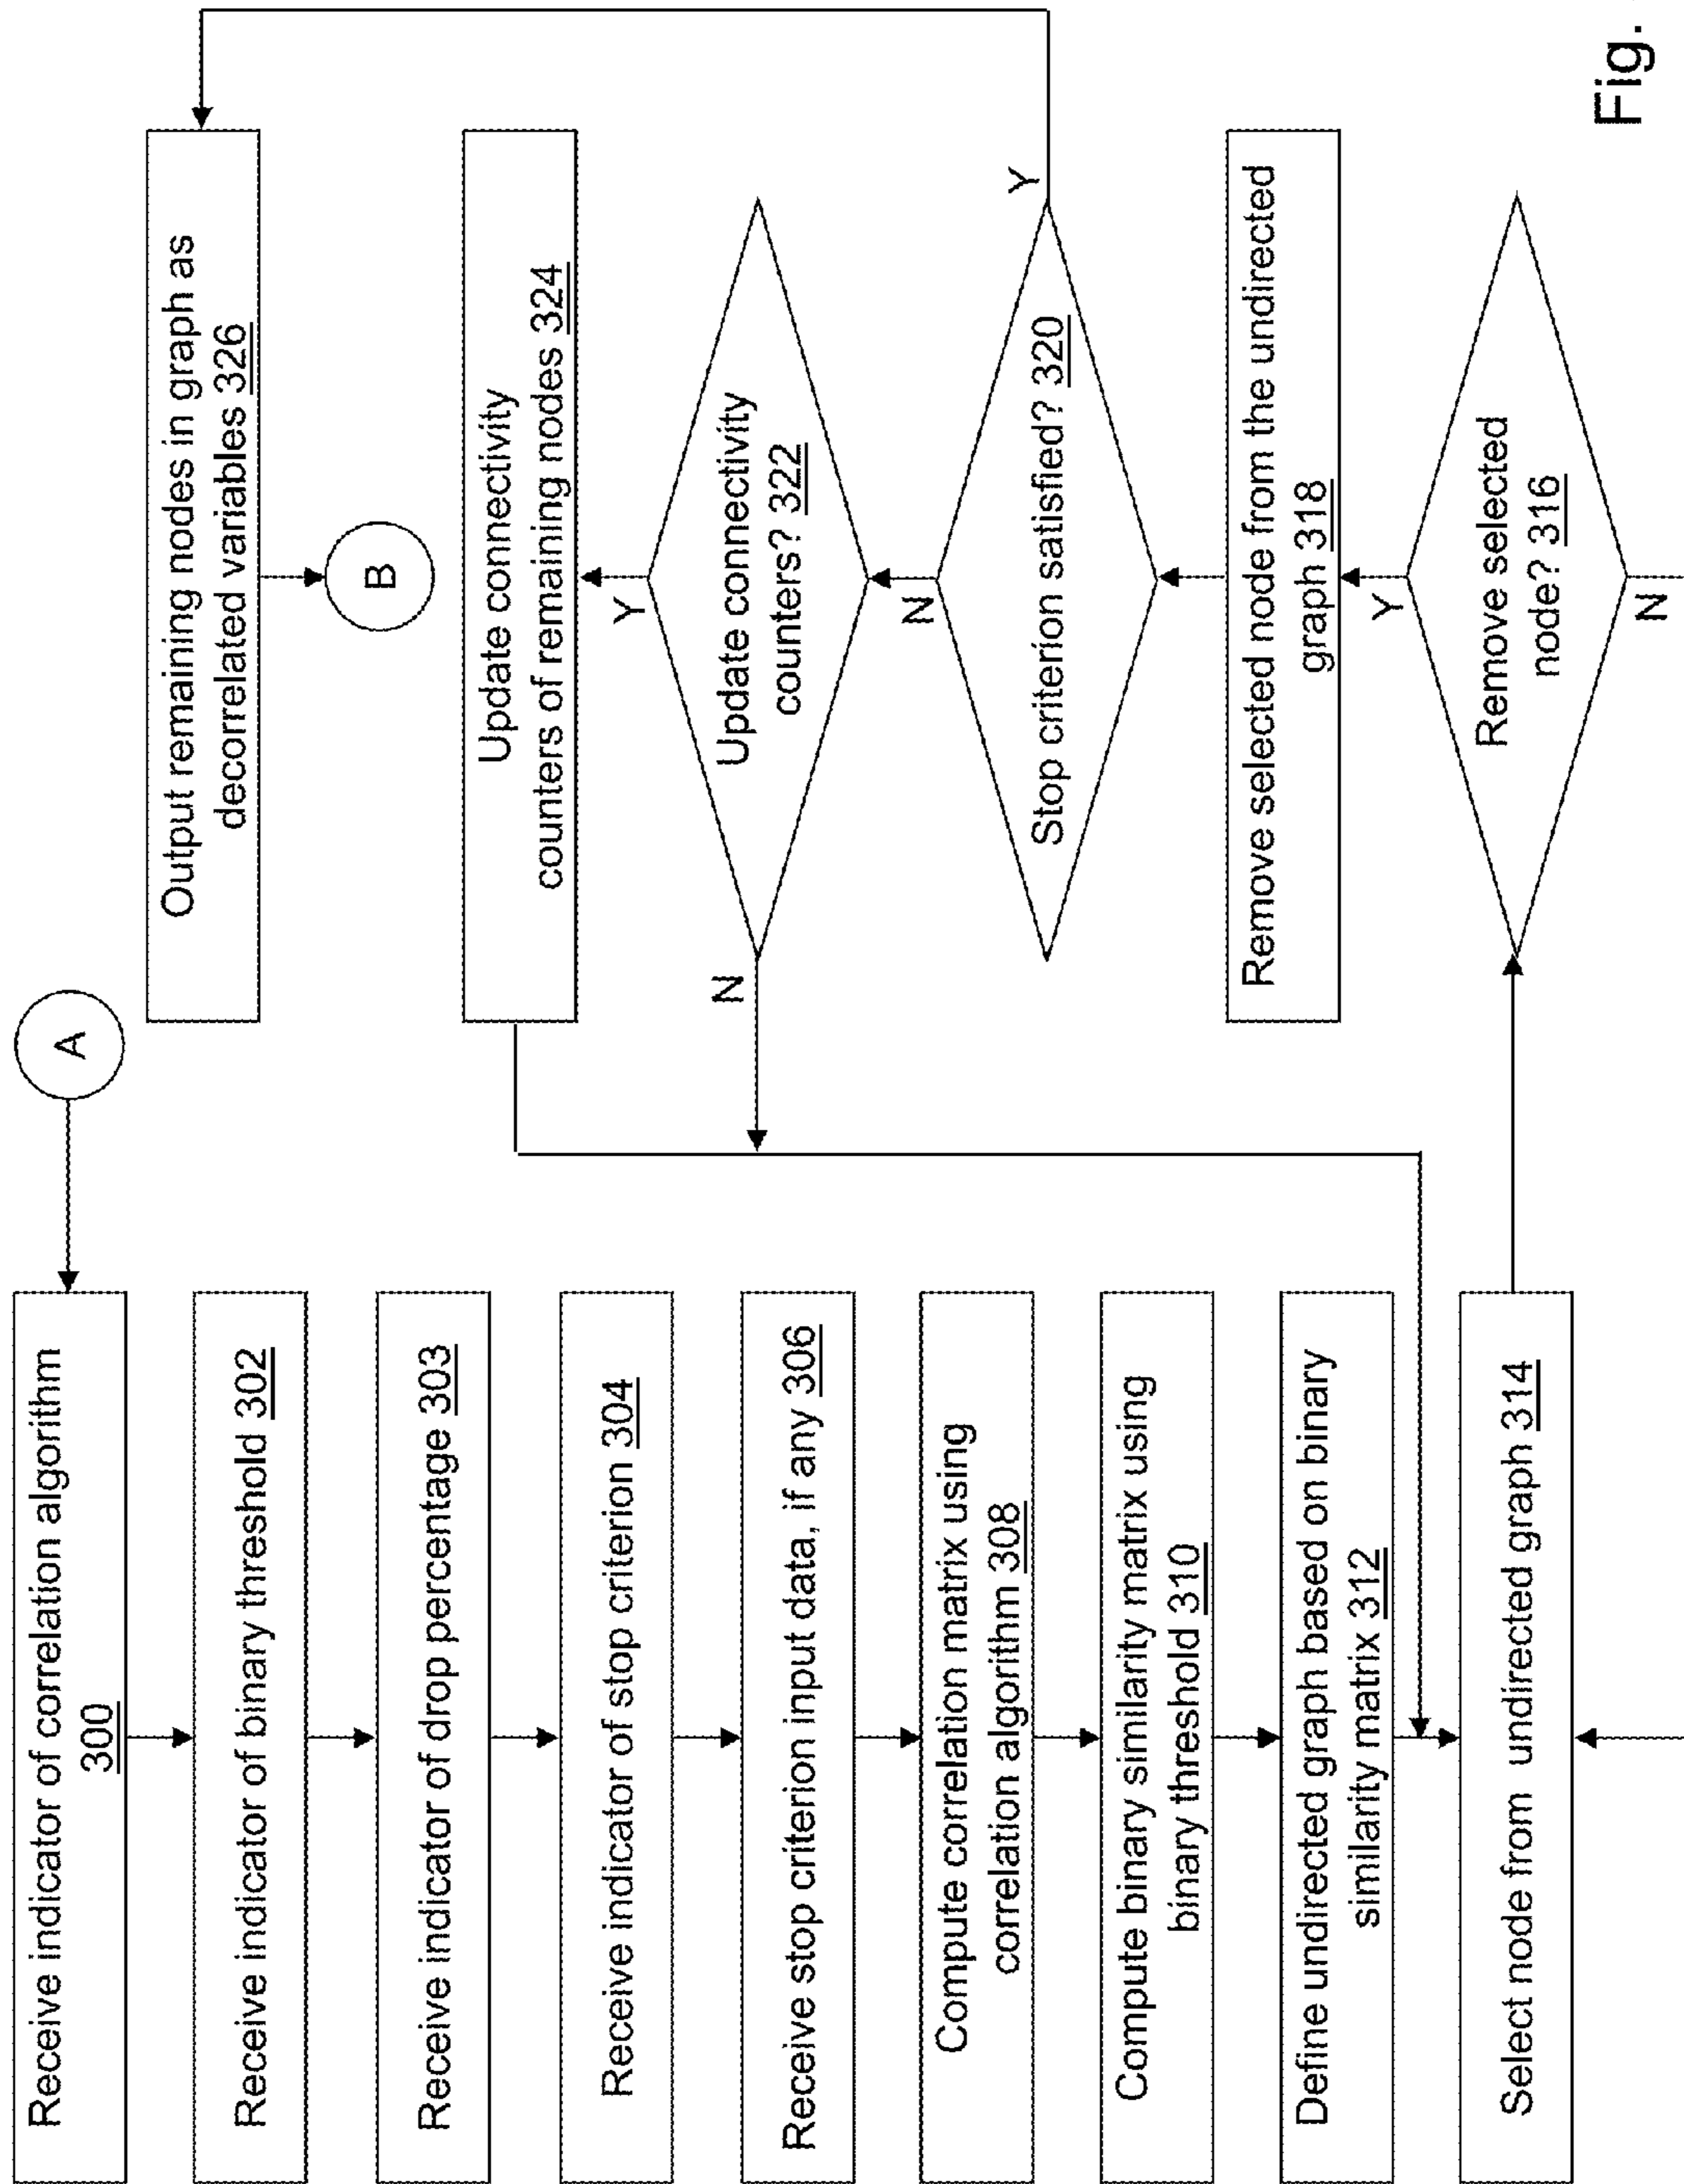 A
Receive indicator of correlation algorithm
300
Receive indicator of binary threshold 302
Receive indicator of drop percentage 303
Receive indicator of stop criterion 304
Receive stop criterion input data, if any 306
Compute correlation matrix using
correlation algorithm 308
Compute binary similarity matrix using
binary threshold 310
Define undirected graph based on binary
similarity matrix 312
Select node from undirected graph 314
Output remaining nodes in graph as
decorrelated variables 326
B
Update connectivity
counters of remaining nodes 324
Y
Update connectivity
counters? 322
N
N
Stop criterion satisfied? 320
Y
Remove selected node from the undirected
graph 318
Y
Remove selected
node? 316
N
Fig.